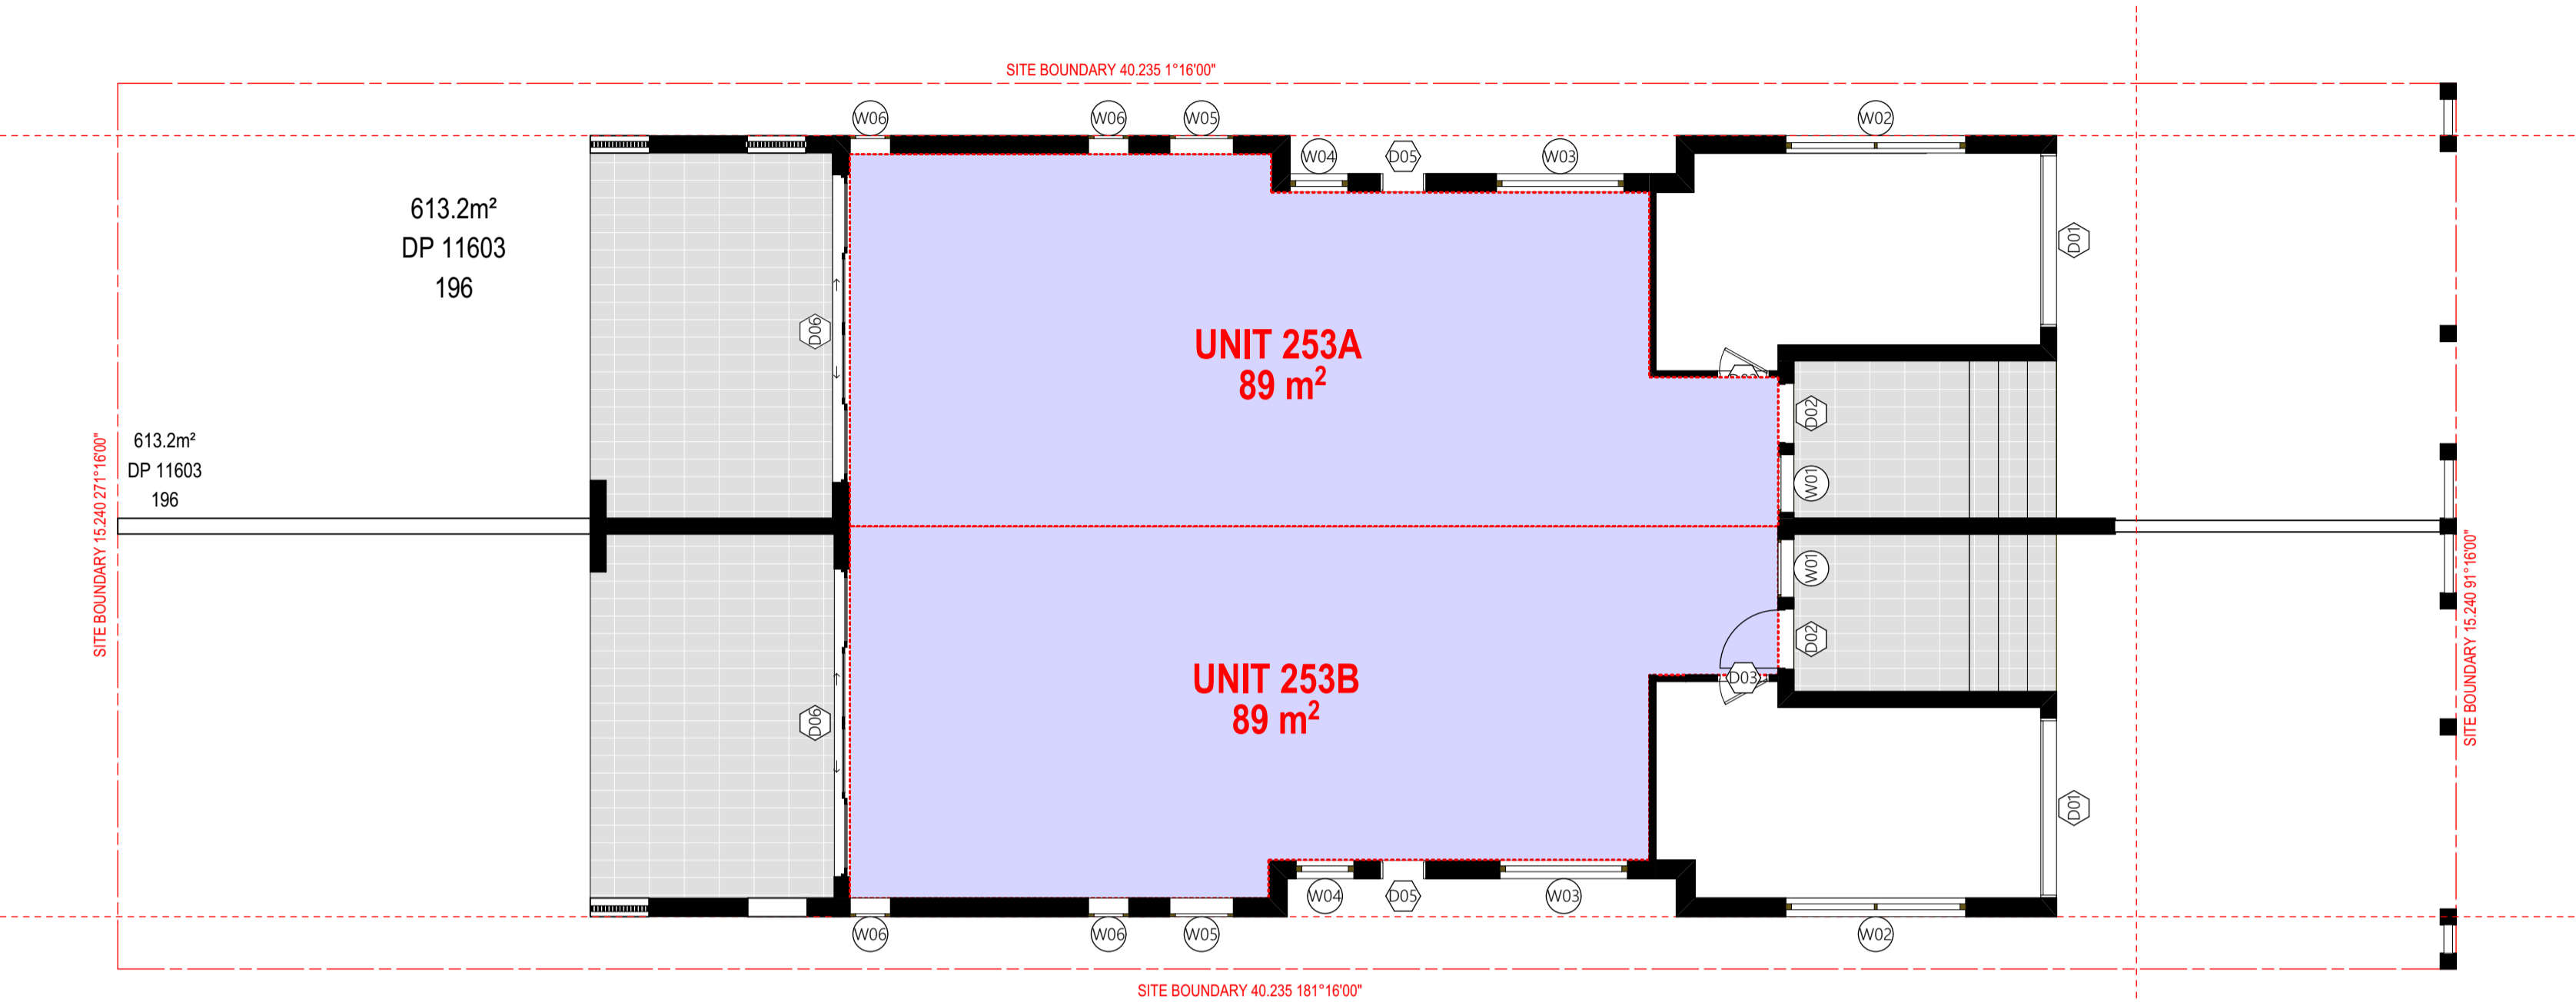 SITE BOUNDARY 40.235 1°16'00"
W06
W06
W05
W02
W04
D05
W03
613.2m²
DP 11603
196
D01
D06
UNIT 253A
89 m²
D02
W01
613.2m²
DP 11603
196
SITE BOUNDARY 15.240 271°16'00"
SITE BOUNDARY 15.240 91°16'00"
W01
D02
D03
UNIT 253B
89 m²
D06
D01
W04
D05
W03
W06
W06
W05
W02
SITE BOUNDARY 40.235 181°16'00"